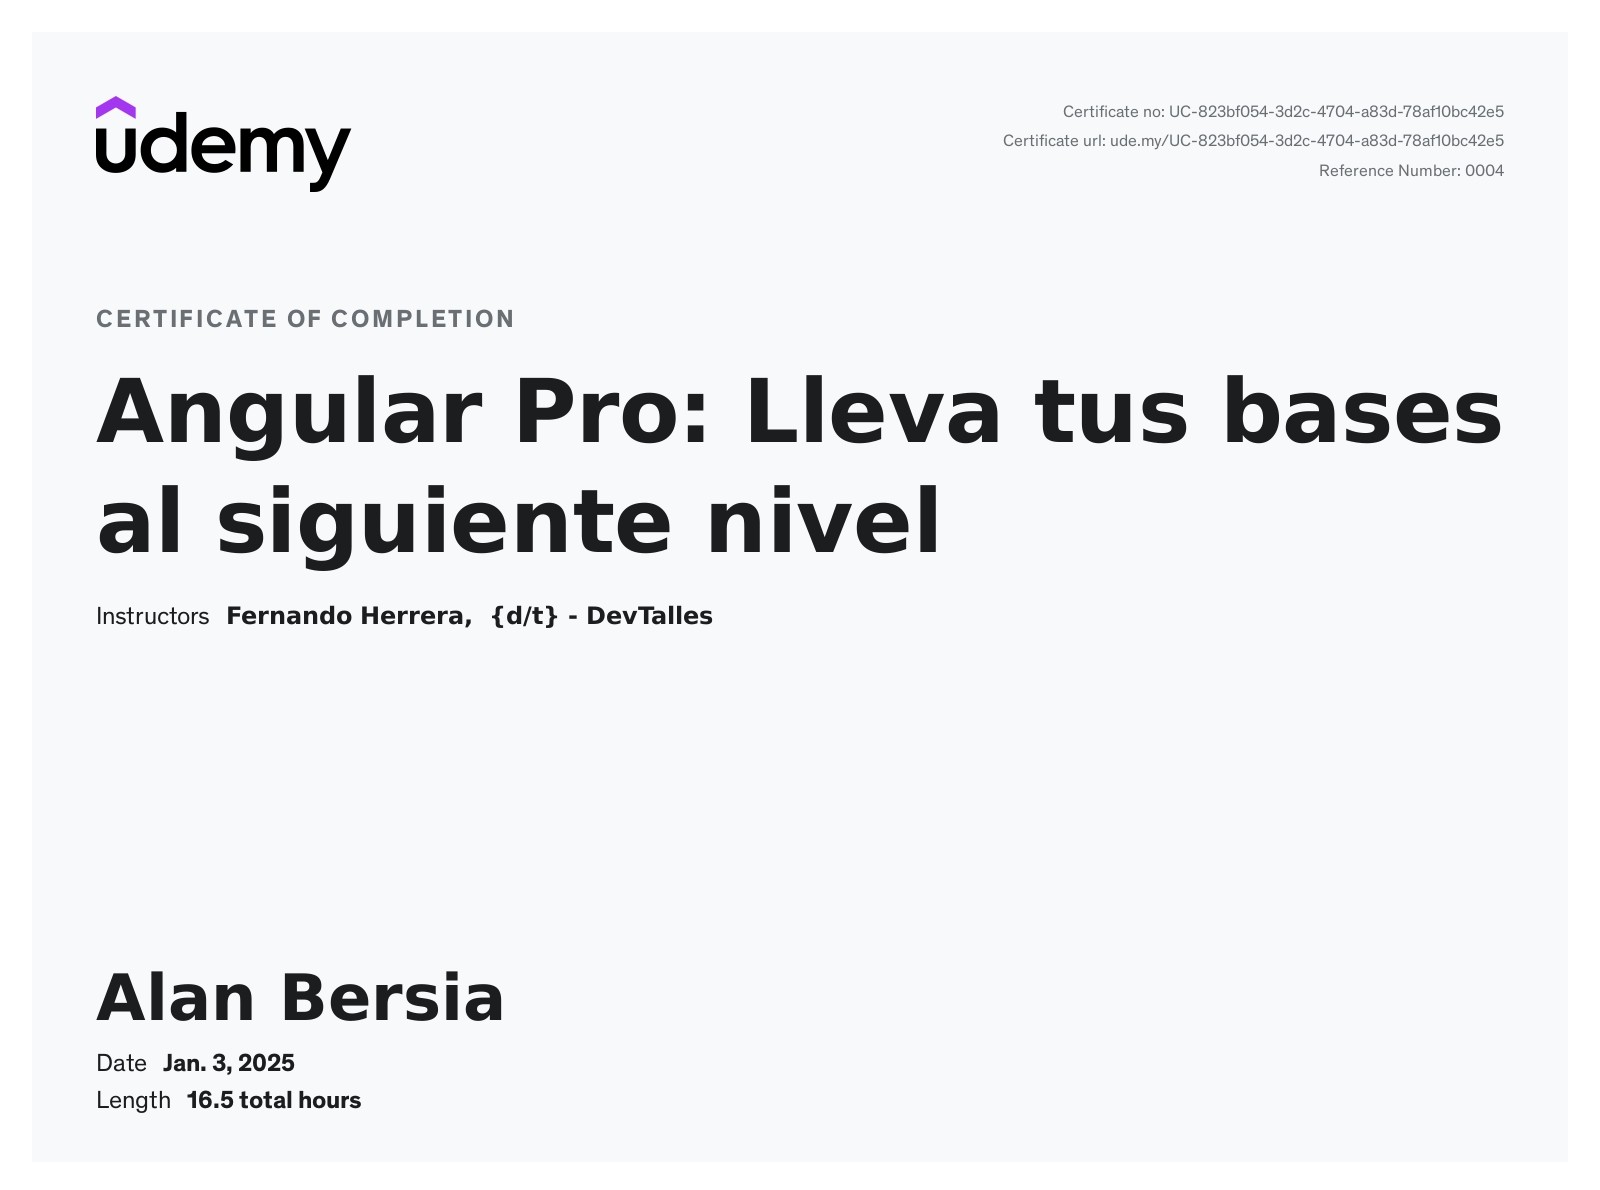 udemy
Certificate no: UC-823bf054-3d2c-4704-a83d-78af10bc42e5
Certificate url: ude.my/UC-823bf054-3d2c-4704-a83d-78af10bc42e5
Reference Number: 0004
CERTIFICATE OF COMPLETION
Angular Pro: Lleva tus bases
al siguiente nivel
Instructors Fernando Herrera, {d/t} - DevTalles
Alan Bersia
Date Jan. 3, 2025
Length 16.5 total hours